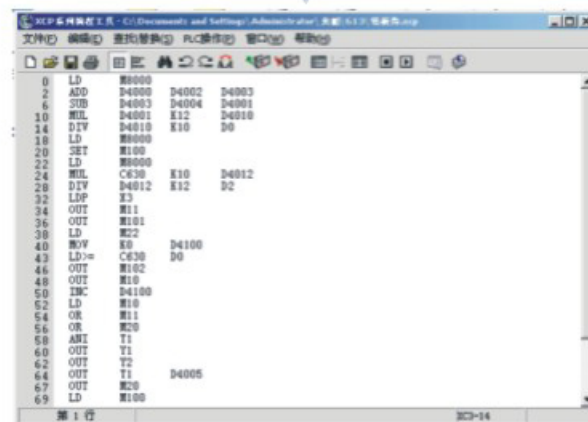 XCP系列编程工具 - C:\Documents and Settings\Administrator\
文件(F) 编辑(E) 查找\替换(S) PLC操作(P) 窗口(W) 帮助(H)
0 LD M8000
2 ADD D4000 D4002 D4003
6 SUB D4003 D4004 D4001
10 MUL D4001 K12 D4010
14 DIV D4010 K10 D0
18 LD M8000
20 SET M100
22 LD M8000
24 MUL C630 K10 D4012
28 DIV D4012 K12 D2
32 LDP X3
34 OUT M11
36 OUT M101
38 LD M22
40 MOV K0 D4100
43 LD>= C630 D0
46 OUT M102
48 OUT M10
50 INC D4100
52 LD M10
54 OR M11
56 OR M20
58 ANI T1
60 OUT Y1
62 OUT Y2
64 OUT T1 D4005
67 OUT M20
69 LD M100
第 1 行 XC3-14